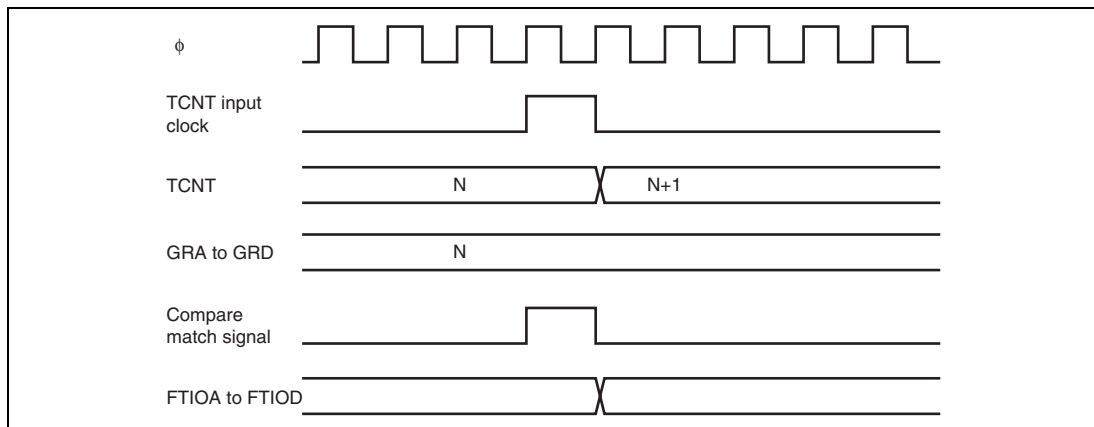 ϕ
TCNT input
clock
TCNT
N
N+1
GRA to GRD
N
Compare
match signal
FTIOA to FTIOD